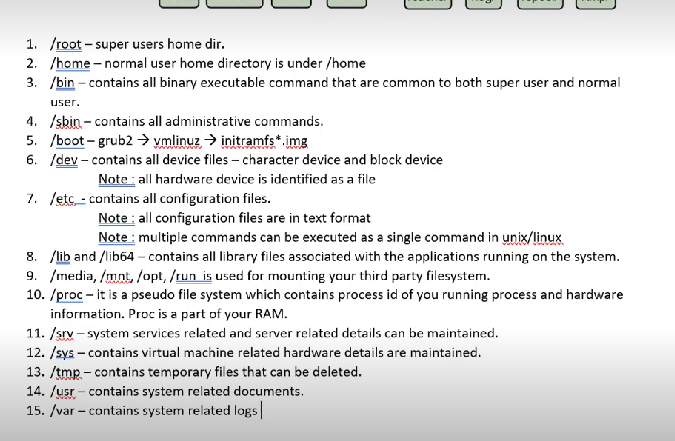 1. /root – super users home dir.
2. /home – normal user home directory is under /home
3. /bin – contains all binary executable command that are common to both super user and normal
user.
4. /sbin – contains all administrative commands.
5. /boot – grub2 → vmlinuz → initramfs*.img
6. /dev – contains all device files – character device and block device
Note : all hardware device is identified as a file
7. /etc - contains all configuration files.
Note : all configuration files are in text format
Note : multiple commands can be executed as a single command in unix/linux
8. /lib and /lib64 – contains all library files associated with the applications running on the system.
9. /media, /mnt, /opt, /run is used for mounting your third party filesystem.
10. /proc – it is a pseudo file system which contains process id of you running process and hardware
information. Proc is a part of your RAM.
11. /srv – system services related and server related details can be maintained.
12. /sys – contains virtual machine related hardware details are maintained.
13. /tmp – contains temporary files that can be deleted.
14. /usr – contains system related documents.
15. /var – contains system related logs